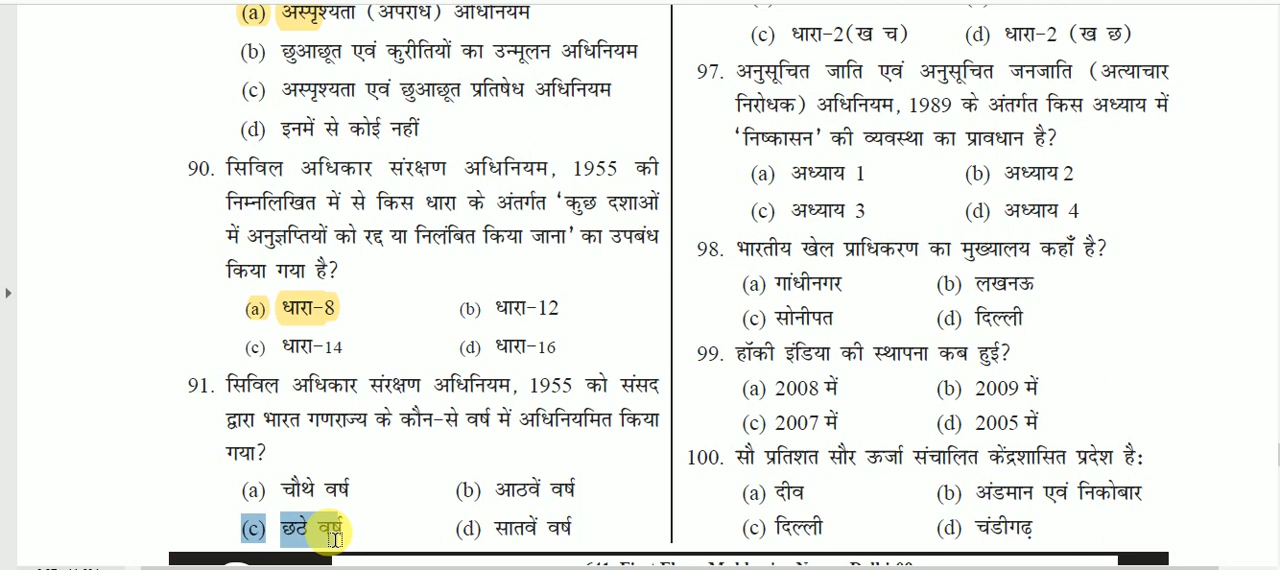 (a) अस्पृश्यता (अपराध) अधिनियम
(b) छुआछूत एवं कुरीतियों का उन्मूलन अधिनियम
(c) अस्पृश्यता एवं छुआछूत प्रतिषेध अधिनियम
(d) इनमें से कोई नहीं
90. सिविल अधिकार संरक्षण अधिनियम, 1955 की
निम्नलिखित में से किस धारा के अंतर्गत ‘कुछ दशाओं
में अनुज्ञप्तियों को रद्द या निलंबित किया जाना’ का उपबंध
किया गया है?
(a) धारा-8 (b) धारा-12
(c) धारा-14 (d) धारा-16
91. सिविल अधिकार संरक्षण अधिनियम, 1955 को संसद
द्वारा भारत गणराज्य के कौन-से वर्ष में अधिनियमित किया
गया?
(a) चौथे वर्ष (b) आठवें वर्ष
(c) छठे वर्ष (d) सातवें वर्ष
(c) धारा-2(ख च) (d) धारा-2 (ख छ)
97. अनुसूचित जाति एवं अनुसूचित जनजाति (अत्याचार
निरोधक) अधिनियम, 1989 के अंतर्गत किस अध्याय में
‘निष्कासन’ की व्यवस्था का प्रावधान है?
(a) अध्याय 1 (b) अध्याय 2
(c) अध्याय 3 (d) अध्याय 4
98. भारतीय खेल प्राधिकरण का मुख्यालय कहाँ है?
(a) गांधीनगर (b) लखनऊ
(c) सोनीपत (d) दिल्ली
99. हॉकी इंडिया की स्थापना कब हुई?
(a) 2008 में (b) 2009 में
(c) 2007 में (d) 2005 में
100. सौ प्रतिशत सौर ऊर्जा संचालित केंद्रशासित प्रदेश है:
(a) दीव (b) अंडमान एवं निकोबार
(c) दिल्ली (d) चंडीगढ़